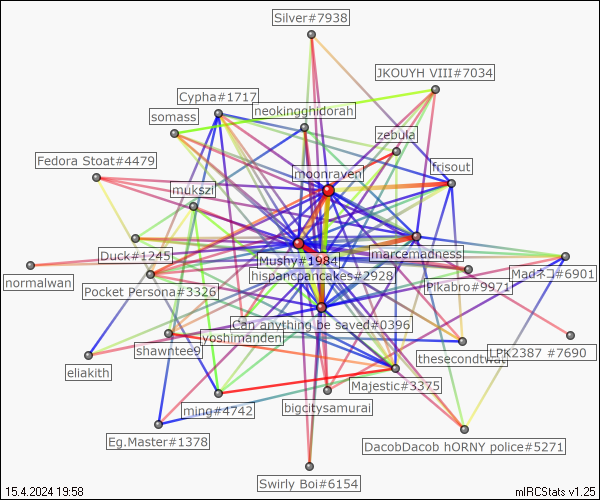 Silver#7938
JKOUYH VIII#7034
Cypha#1717
neokingghidorah
somass
zebula
Fedora Stoat#4479
moonraven
frisout
mukszi
Duck#1245
Mushy#1984
marcemadness
normalwan
Pocket Persona#3326
hispancpancakes#2928
Pikabro#9971
Madネコ#6901
Can anything be saved#0396
shawntee9
yoshimanden
thesecondtwat
LPK2387 #7690
eliakith
Majestic#3375
ming#4742
bigcitysamurai
Eg.Master#1378
DacobDacob hORNY police#5271
Swirly Boi#6154
15.4.2024 19:58
mIRCStats v1.25